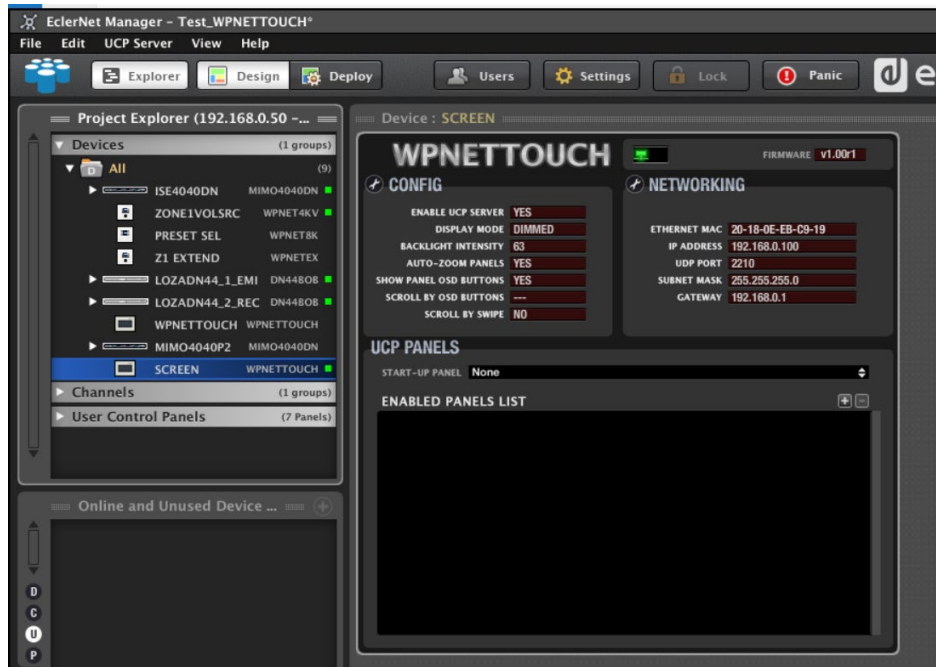 EclerNet Manager – Test_WPNETTOUCH*
File Edit UCP Server View Help
Explorer Design Deploy Users Settings Lock Panic d e
Project Explorer (192.168.0.50 –...
Devices (1 groups)
D All (9)
ISE4040DN MIMO4040DN
ZONE1VOLSRC WPNET4KV
PRESET SEL WPNET8K
Z1 EXTEND WPNETEX
LOZADN44_1_EMI DN44BOB
LOZADN44_2_REC DN44BOB
WPNETTOUCH WPNETTOUCH
MIMO4040P2 MIMO4040DN
SCREEN WPNETTOUCH
Channels (1 groups)
User Control Panels (7 Panels)
Online and Unused Device ...
D
C
U
P
Device : SCREEN
WPNETTOUCH FIRMWARE v1.00r1
CONFIG
ENABLE UCP SERVER YES
DISPLAY MODE DIMMED
BACKLIGHT INTENSITY 63
AUTO-ZOOM PANELS YES
SHOW PANEL OSD BUTTONS YES
SCROLL BY OSD BUTTONS ---
SCROLL BY SWIPE NO
NETWORKING
ETHERNET MAC 20-18-0E-EB-C9-19
IP ADDRESS 192.168.0.100
UDP PORT 2210
SUBNET MASK 255.255.255.0
GATEWAY 192.168.0.1
UCP PANELS
START-UP PANEL None
ENABLED PANELS LIST